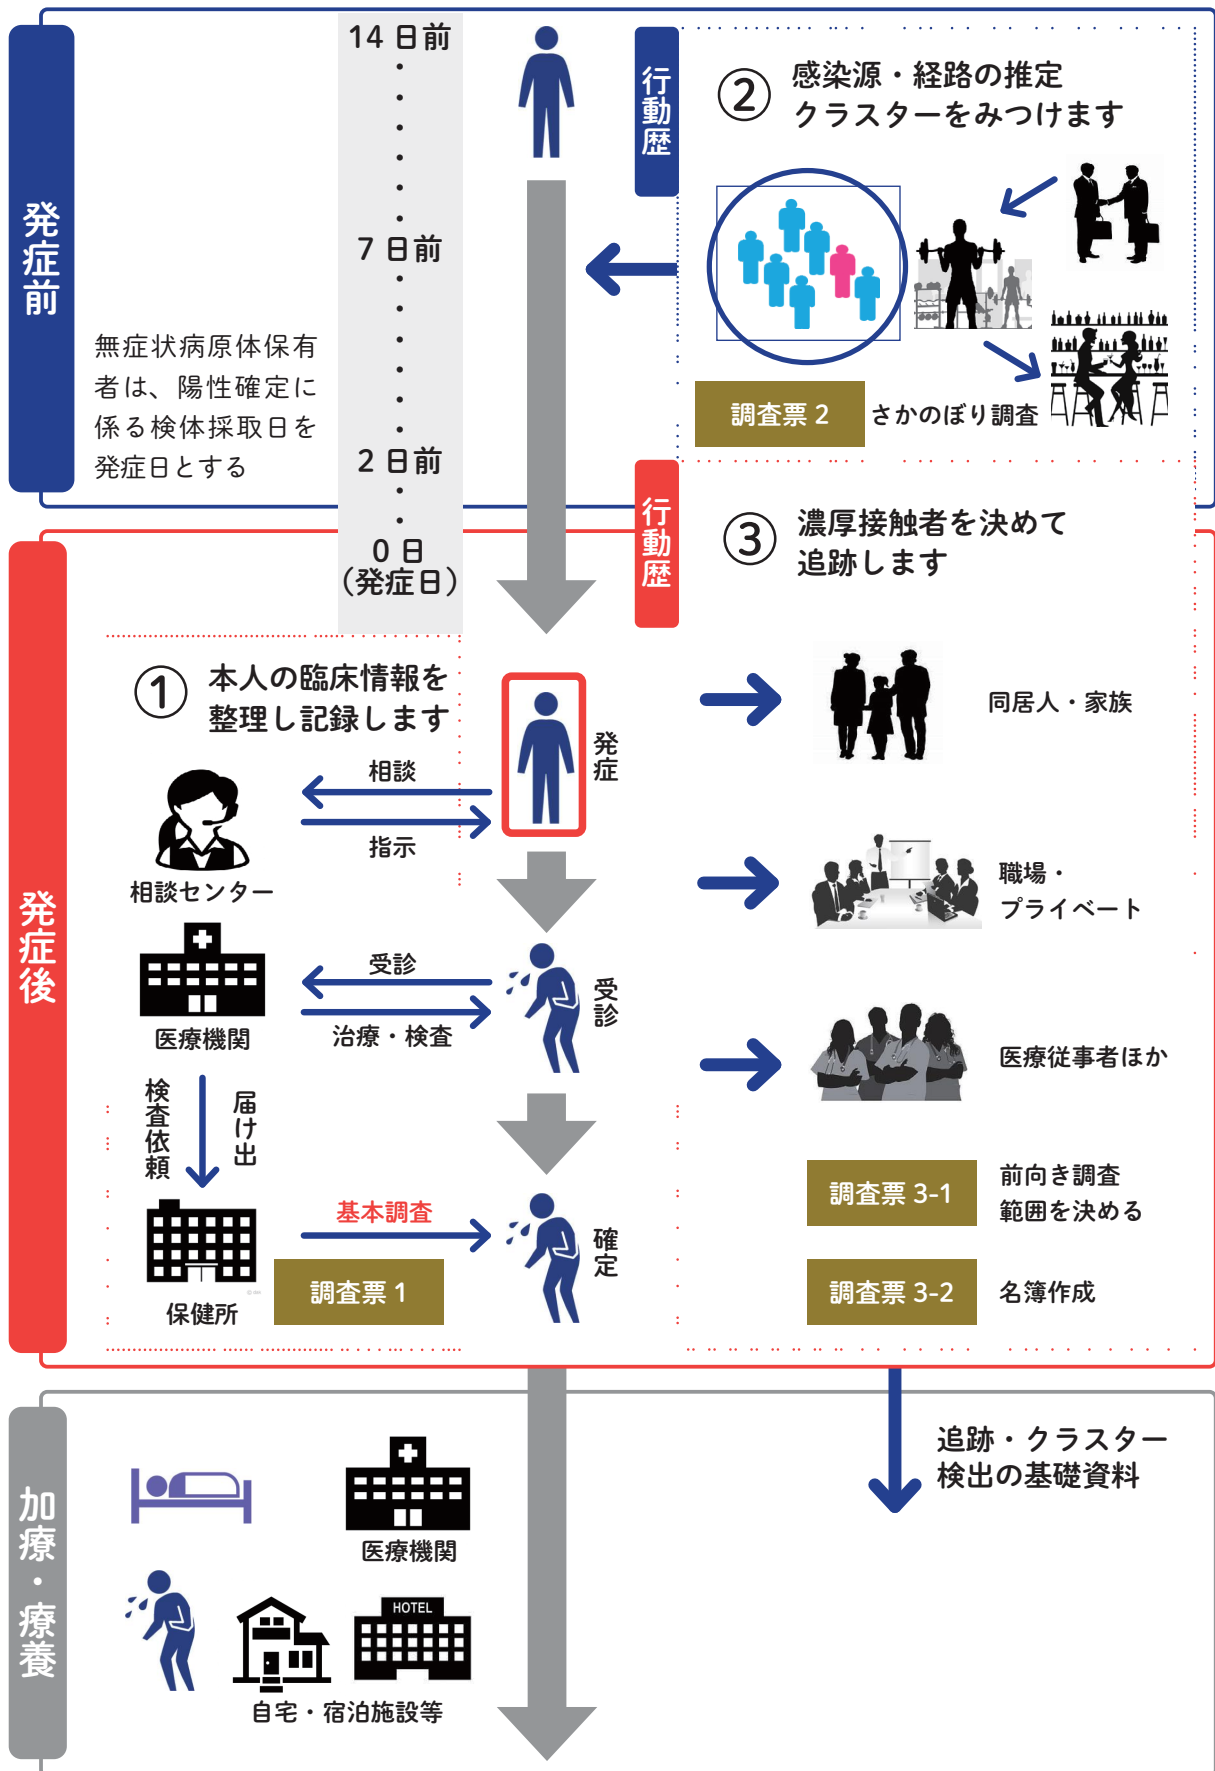 発症前
14 日前
7 日前
2 日前
0 日
（発症日）
無症状病原体保有
者は、陽性確定に
係る検体採取日を
発症日とする
行動歴
② 感染源・経路の推定
クラスターをみつけます
調査票 2 さかのぼり調査
行動歴
③ 濃厚接触者を決めて
追跡します
発症後
① 本人の臨床情報を
整理し記録します
発症
相談
指示
相談センター
受診
受診
治療・検査
医療機関
検査依頼
届け出
基本調査
確定
調査票 1
保健所
同居人・家族
職場・
プライベート
医療従事者ほか
調査票 3-1
前向き調査
範囲を決める
調査票 3-2 名簿作成
加療・療養
医療機関
HOTEL
自宅・宿泊施設等
追跡・クラスター
検出の基礎資料